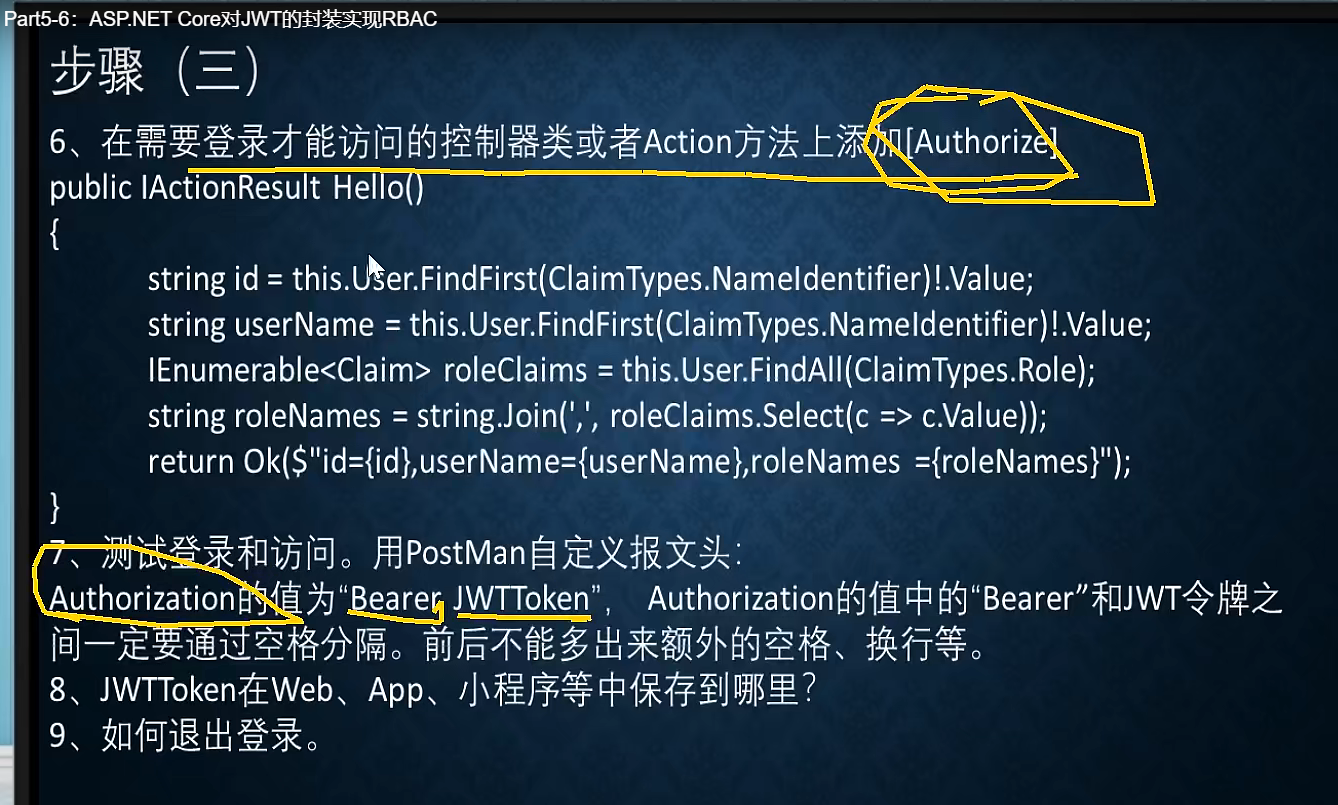 Part5-6：ASP.NET Core对JWT的封装实现RBAC
步骤（三）
6、在需要登录才能访问的控制器类或者Action方法上添加[Authorize]
public IActionResult Hello()
{
string id = this.User.FindFirst(ClaimTypes.NameIdentifier)!.Value;
string userName = this.User.FindFirst(ClaimTypes.NameIdentifier)!.Value;
IEnumerable<Claim> roleClaims = this.User.FindAll(ClaimTypes.Role);
string roleNames = string.Join(',', roleClaims.Select(c => c.Value));
return Ok($"id={id},userName={userName},roleNames ={roleNames}");
}
7、测试登录和访问。用PostMan自定义报文头：
Authorization的值为“Bearer JWTToken”， Authorization的值中的“Bearer”和JWT令牌之
间一定要通过空格分隔。前后不能多出来额外的空格、换行等。
8、JWTToken在Web、App、小程序等中保存到哪里？
9、如何退出登录。